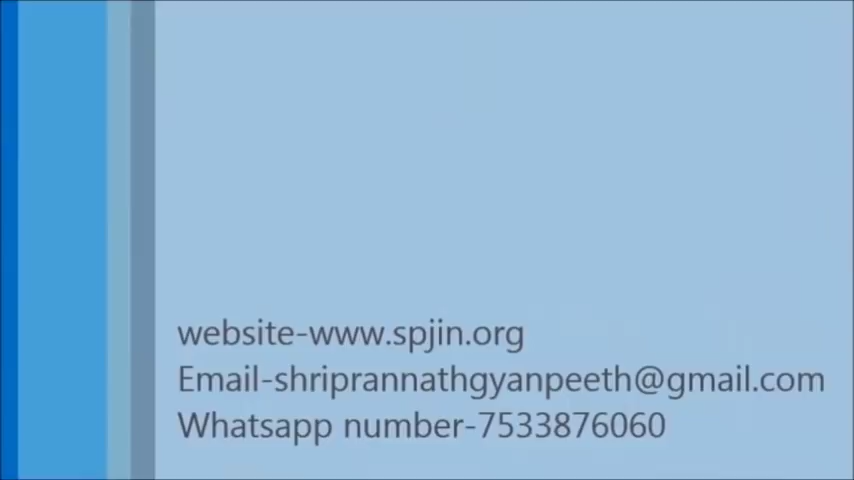 website-www.spjin.org
Email-shriprannathgyanpeeth@gmail.com
Whatsapp number-7533876060